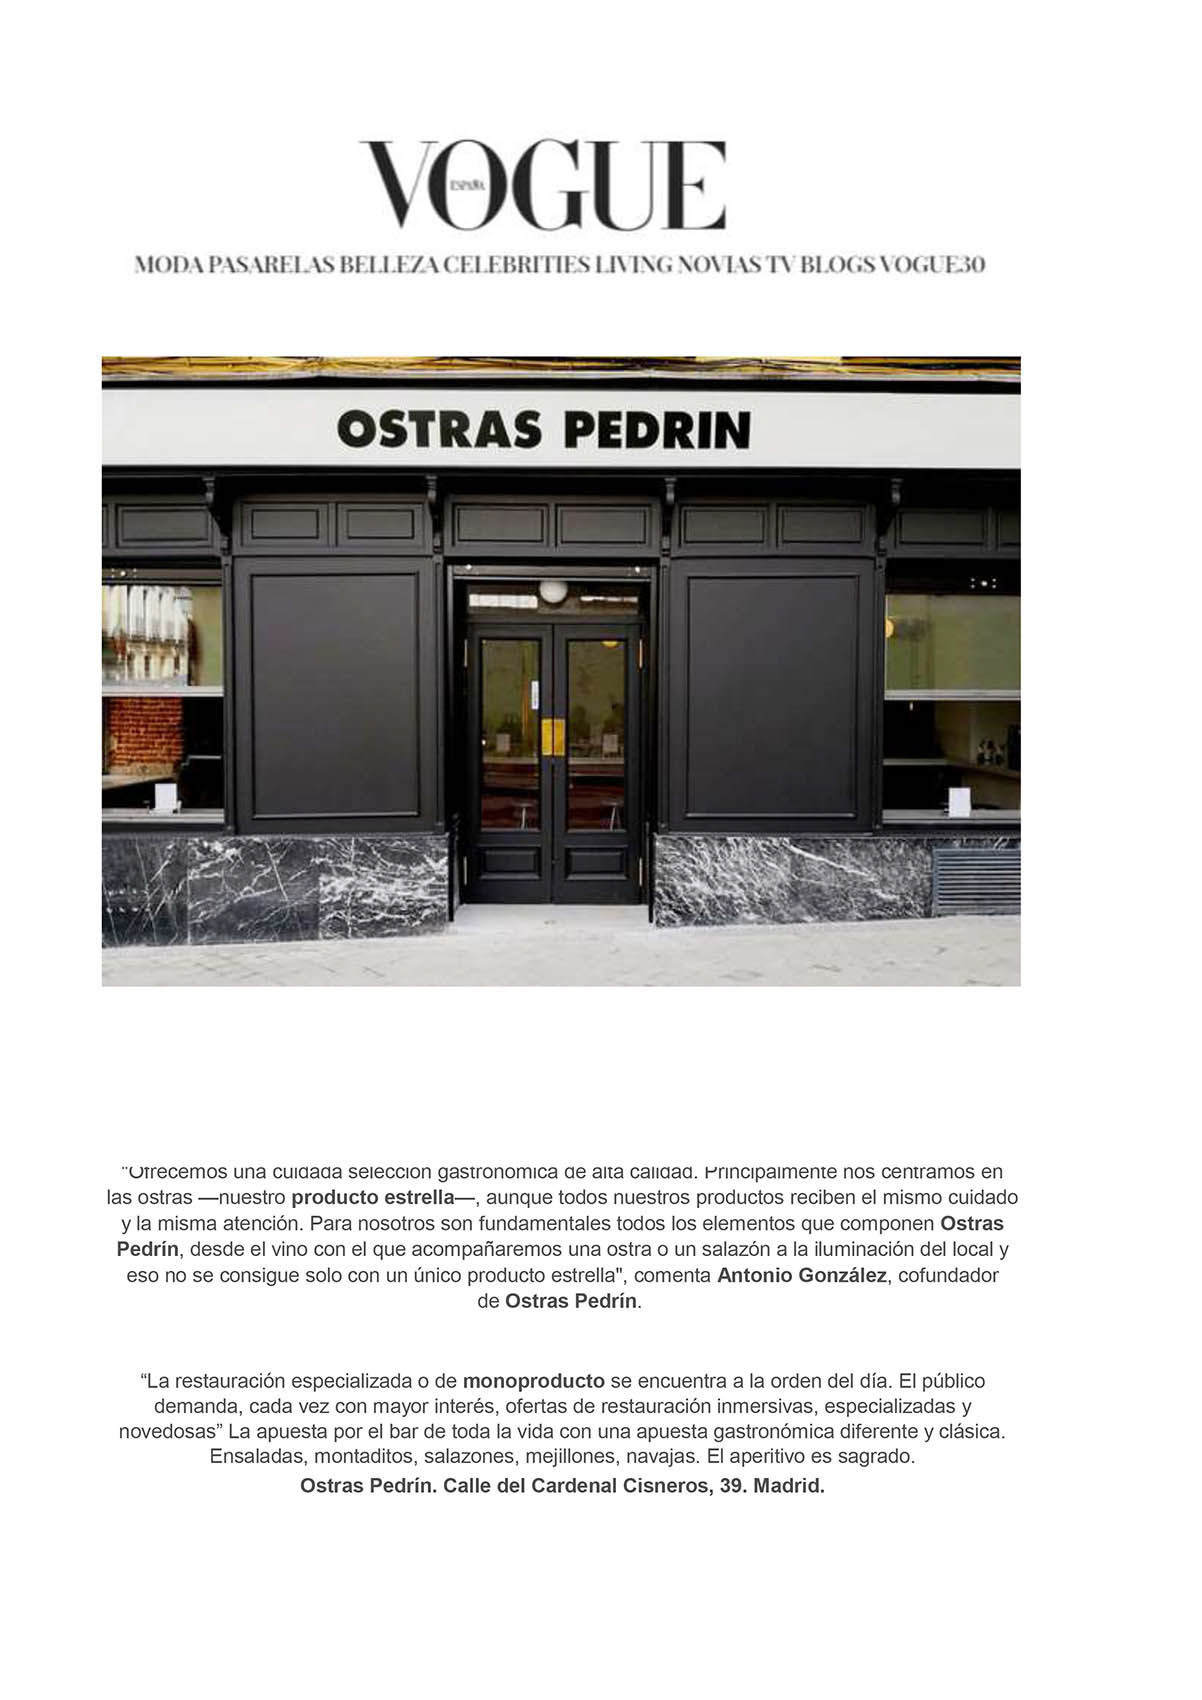 VOGUE
ESPAÑA
MODA PASARELAS BELLEZA CELEBRITIES LIVING NOVIAS TV BLOGS VOGUE30
OSTRAS PEDRIN
"Ofrecemos una cuidada selección gastronómica de alta calidad. Principalmente nos centramos en
las ostras —nuestro producto estrella—, aunque todos nuestros productos reciben el mismo cuidado
y la misma atención. Para nosotros son fundamentales todos los elementos que componen Ostras
Pedrín, desde el vino con el que acompañaremos una ostra o un salazón a la iluminación del local y
eso no se consigue solo con un único producto estrella", comenta Antonio González, cofundador
de Ostras Pedrín.
“La restauración especializada o de monoproducto se encuentra a la orden del día. El público
demanda, cada vez con mayor interés, ofertas de restauración inmersivas, especializadas y
novedosas” La apuesta por el bar de toda la vida con una apuesta gastronómica diferente y clásica.
Ensaladas, montaditos, salazones, mejillones, navajas. El aperitivo es sagrado.
Ostras Pedrín. Calle del Cardenal Cisneros, 39. Madrid.